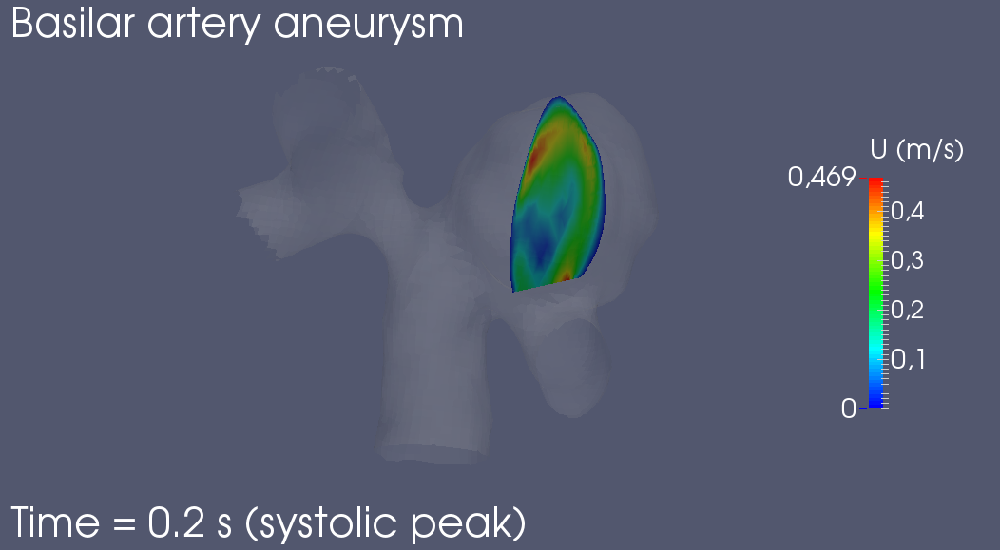 Basilar artery aneurysm
U (m/s)
0,469
0,4
0,3
0,2
0,1
0
Time = 0.2 s (systolic peak)